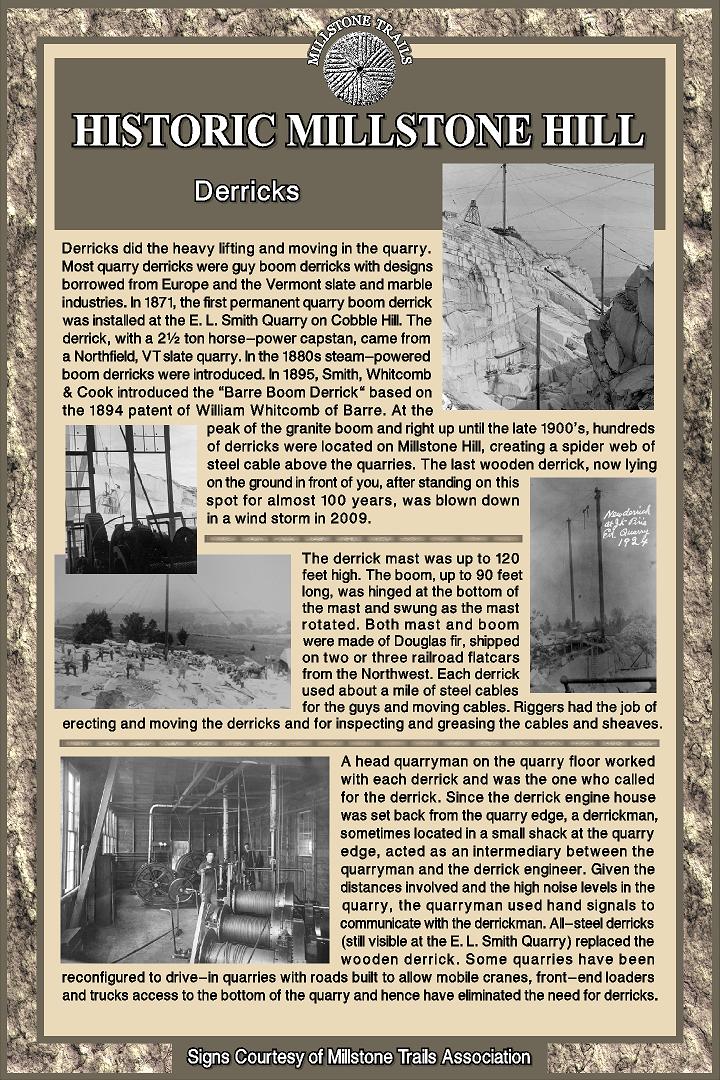 MILLSTONE TRAILS
HISTORIC MILLSTONE HILL
Derricks
Derricks did the heavy lifting and moving in the quarry.
Most quarry derricks were guy boom derricks with designs
borrowed from Europe and the Vermont slate and marble
industries. In 1871, the first permanent quarry boom derrick
was installed at the E. L. Smith Quarry on Cobble Hill. The
derrick, with a 2½ ton horse-power capstan, came from
a Northfield, VT slate quarry. In the 1880s steam-powered
boom derricks were introduced. In 1895, Smith, Whitcomb
& Cook introduced the "Barre Boom Derrick" based on
the 1894 patent of William Whitcomb of Barre. At the
peak of the granite boom and right up until the late 1900's, hundreds
of derricks were located on Millstone Hill, creating a spider web of
steel cable above the quarries. The last wooden derrick, now lying
on the ground in front of you, after standing on this
spot for almost 100 years, was blown down
in a wind storm in 2009.
New derrick
at Jt Pirie
Ed. Quarry
1924
The derrick mast was up to 120
feet high. The boom, up to 90 feet
long, was hinged at the bottom of
the mast and swung as the mast
rotated. Both mast and boom
were made of Douglas fir, shipped
on two or three railroad flatcars
from the Northwest. Each derrick
used about a mile of steel cables
for the guys and moving cables. Riggers had the job of
erecting and moving the derricks and for inspecting and greasing the cables and sheaves.
A head quarryman on the quarry floor worked
with each derrick and was the one who called
for the derrick. Since the derrick engine house
was set back from the quarry edge, a derrickman,
sometimes located in a small shack at the quarry
edge, acted as an intermediary between the
quarryman and the derrick engineer. Given the
distances involved and the high noise levels in the
quarry, the quarryman used hand signals to
communicate with the derrickman. All-steel derricks
(still visible at the E. L. Smith Quarry) replaced the
wooden derrick. Some quarries have been
reconfigured to drive-in quarries with roads built to allow mobile cranes, front-end loaders
and trucks access to the bottom of the quarry and hence have eliminated the need for derricks.
Signs Courtesy of Millstone Trails Association